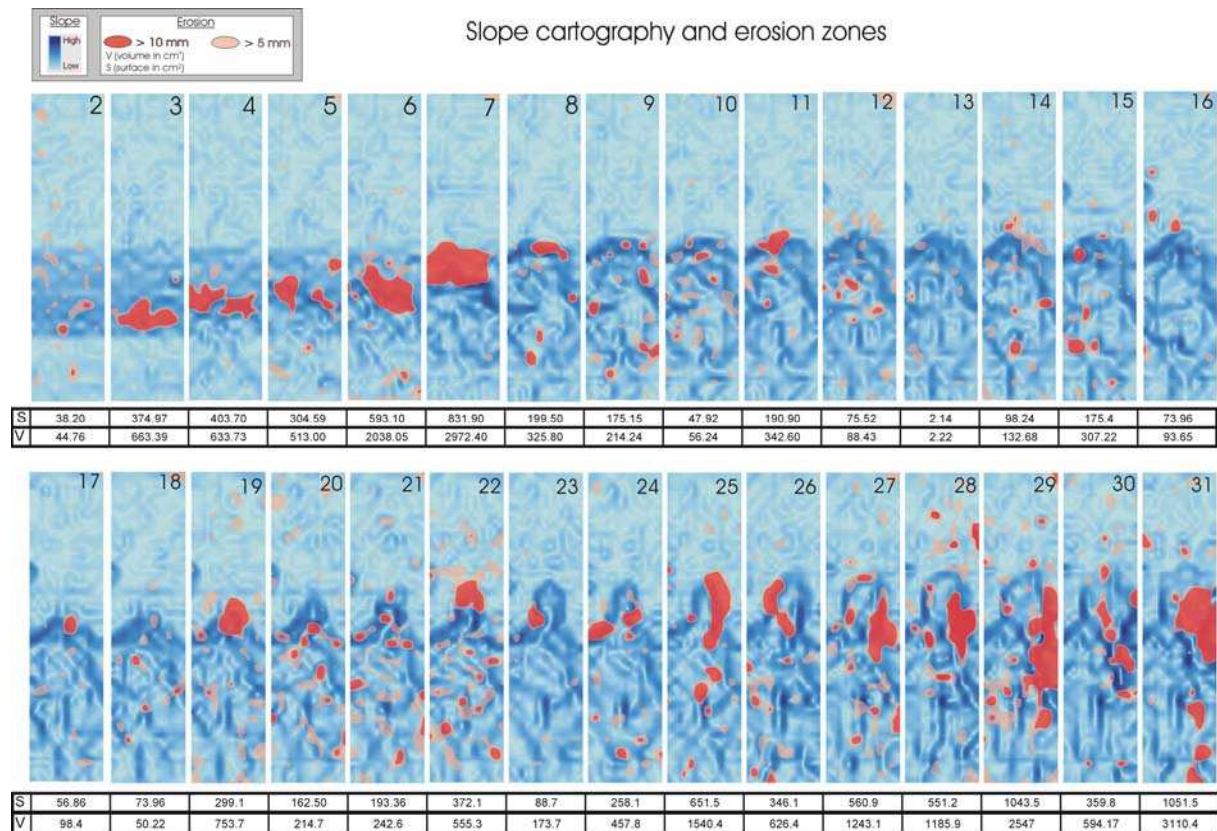 Slope cartography and erosion zones
Slope
High
Low
Erosion
> 10 mm > 5 mm
V (volume in cm³)
S (surface in cm²)
2 3 4 5 6 7 8 9 10 11 12 13 14 15 16
S 38.20 374.97 403.70 304.59 593.10 831.90 199.50 175.15 47.92 190.90 75.52 2.14 98.24 175.4 73.96
V 44.76 663.39 633.73 513.00 2038.05 2972.40 325.80 214.24 56.24 342.60 88.43 2.22 132.68 307.22 93.65
17 18 19 20 21 22 23 24 25 26 27 28 29 30 31
S 56.86 73.96 299.1 162.50 193.36 372.1 88.7 258.1 651.5 346.1 560.9 551.2 1043.5 359.8 1051.5
V 98.4 50.22 753.7 214.7 242.6 555.3 173.7 457.8 1540.4 626.4 1243.1 1185.9 2547 594.17 3110.4